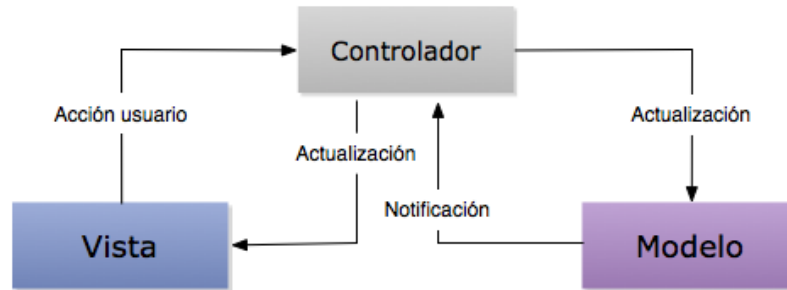 Controlador
Acción usuario
Actualización
Actualización
Notificación
Vista
Modelo